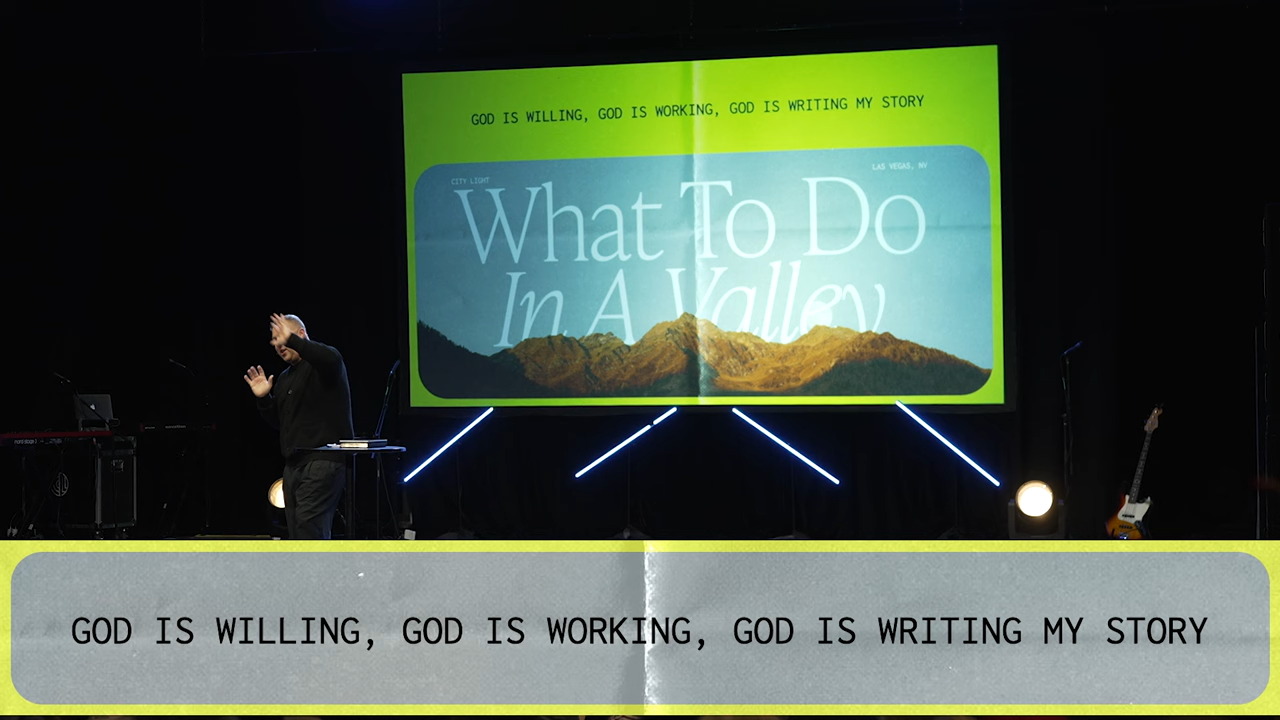 GOD IS WILLING, GOD IS WORKING, GOD IS WRITING MY STORY
CITY LIGHT
LAS VEGAS, NV
What To Do
In A Valley
GOD IS WILLING, GOD IS WORKING, GOD IS WRITING MY STORY